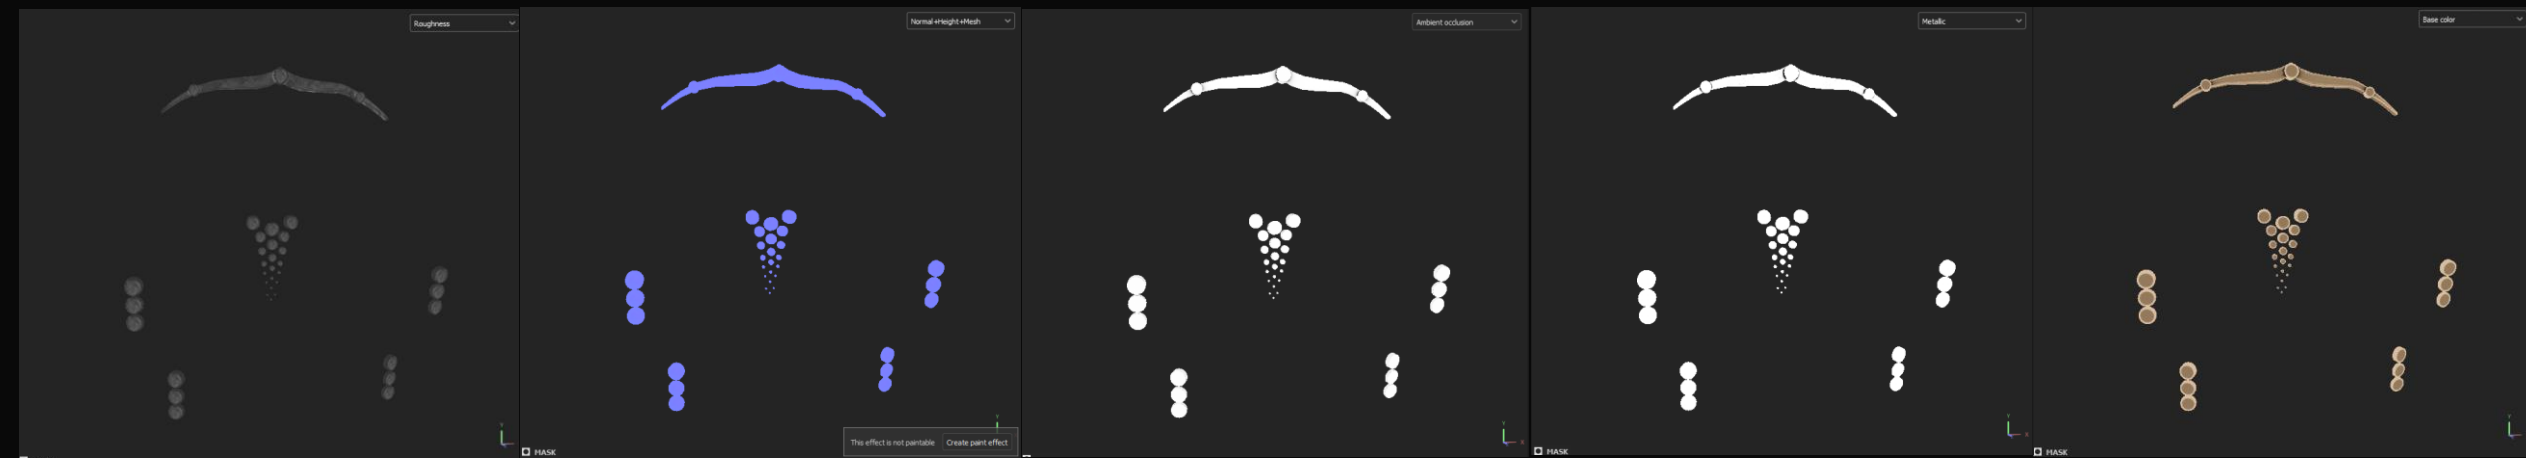 Roughness
Normal+Height+Mesh
Ambient occlusion
Metallic
Base color
This effect is not paintable
Create paint effect
MASK
MASK
MASK
Y
Y
X
Y
X
Y